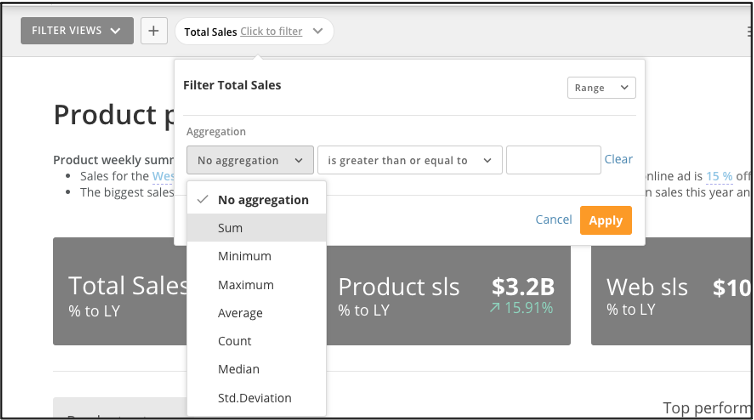 FILTER VIEWS
+
Total Sales Click to filter
Filter Total Sales
Range
Product p
Aggregation
Product weekly summ
No aggregation
is greater than or equal to
Clear
• Sales for the Wes
nline ad is 15 % off
• The biggest sales
n sales this year an
No aggregation
Sum
Minimum
Maximum
Average
Count
Median
Std.Deviation
Cancel
Apply
Total Sales
% to LY
Product sls
$3.2B
% to LY
15.91%
Web sls
$10
% to LY
Top perform